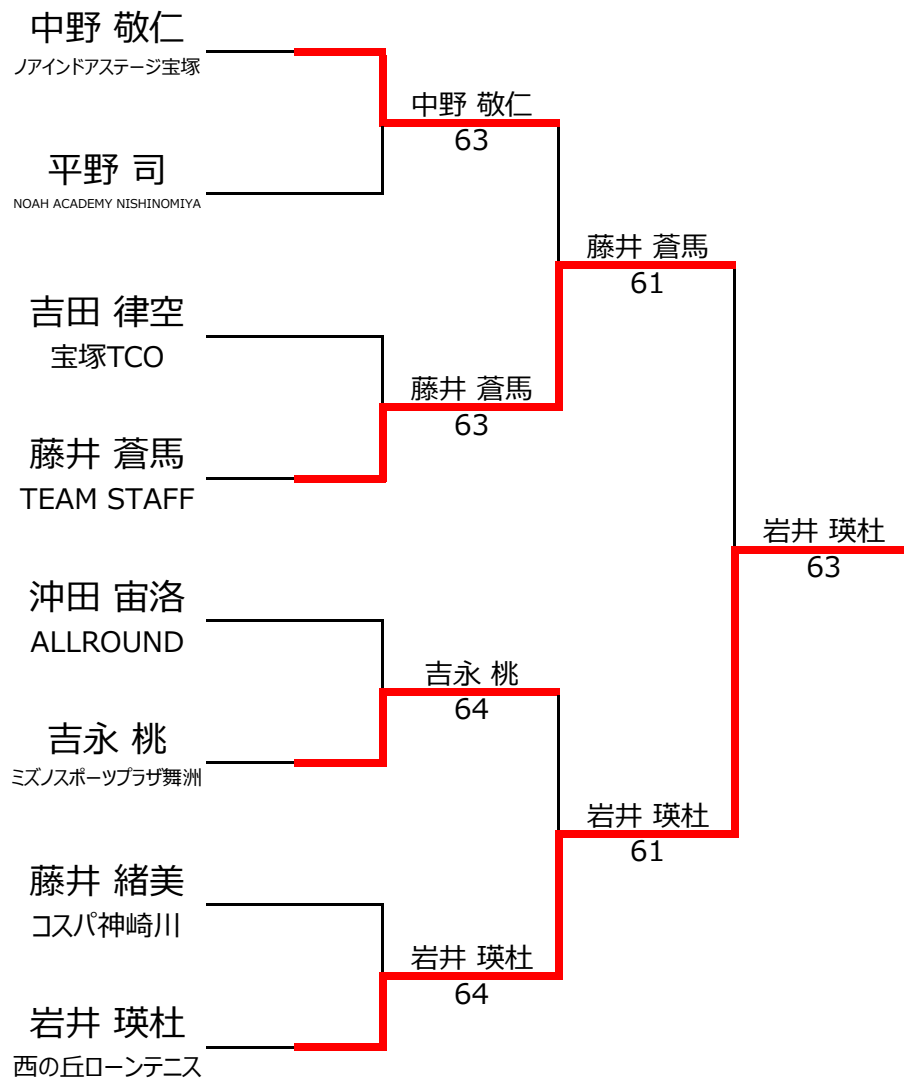 中野 敬仁
ノアインドアステージ宝塚
平野 司
NOAH ACADEMY NISHINOMIYA
吉田 律空
宝塚TCO
藤井 蒼馬
TEAM STAFF
沖田 宙洛
ALLROUND
吉永 桃
ミズノスポーツプラザ舞洲
藤井 緒美
コスパ神崎川
岩井 瑛杜
西の丘ローンテニス
中野 敬仁
63
藤井 蒼馬
63
吉永 桃
64
岩井 瑛杜
64
藤井 蒼馬
61
岩井 瑛杜
61
岩井 瑛杜
63